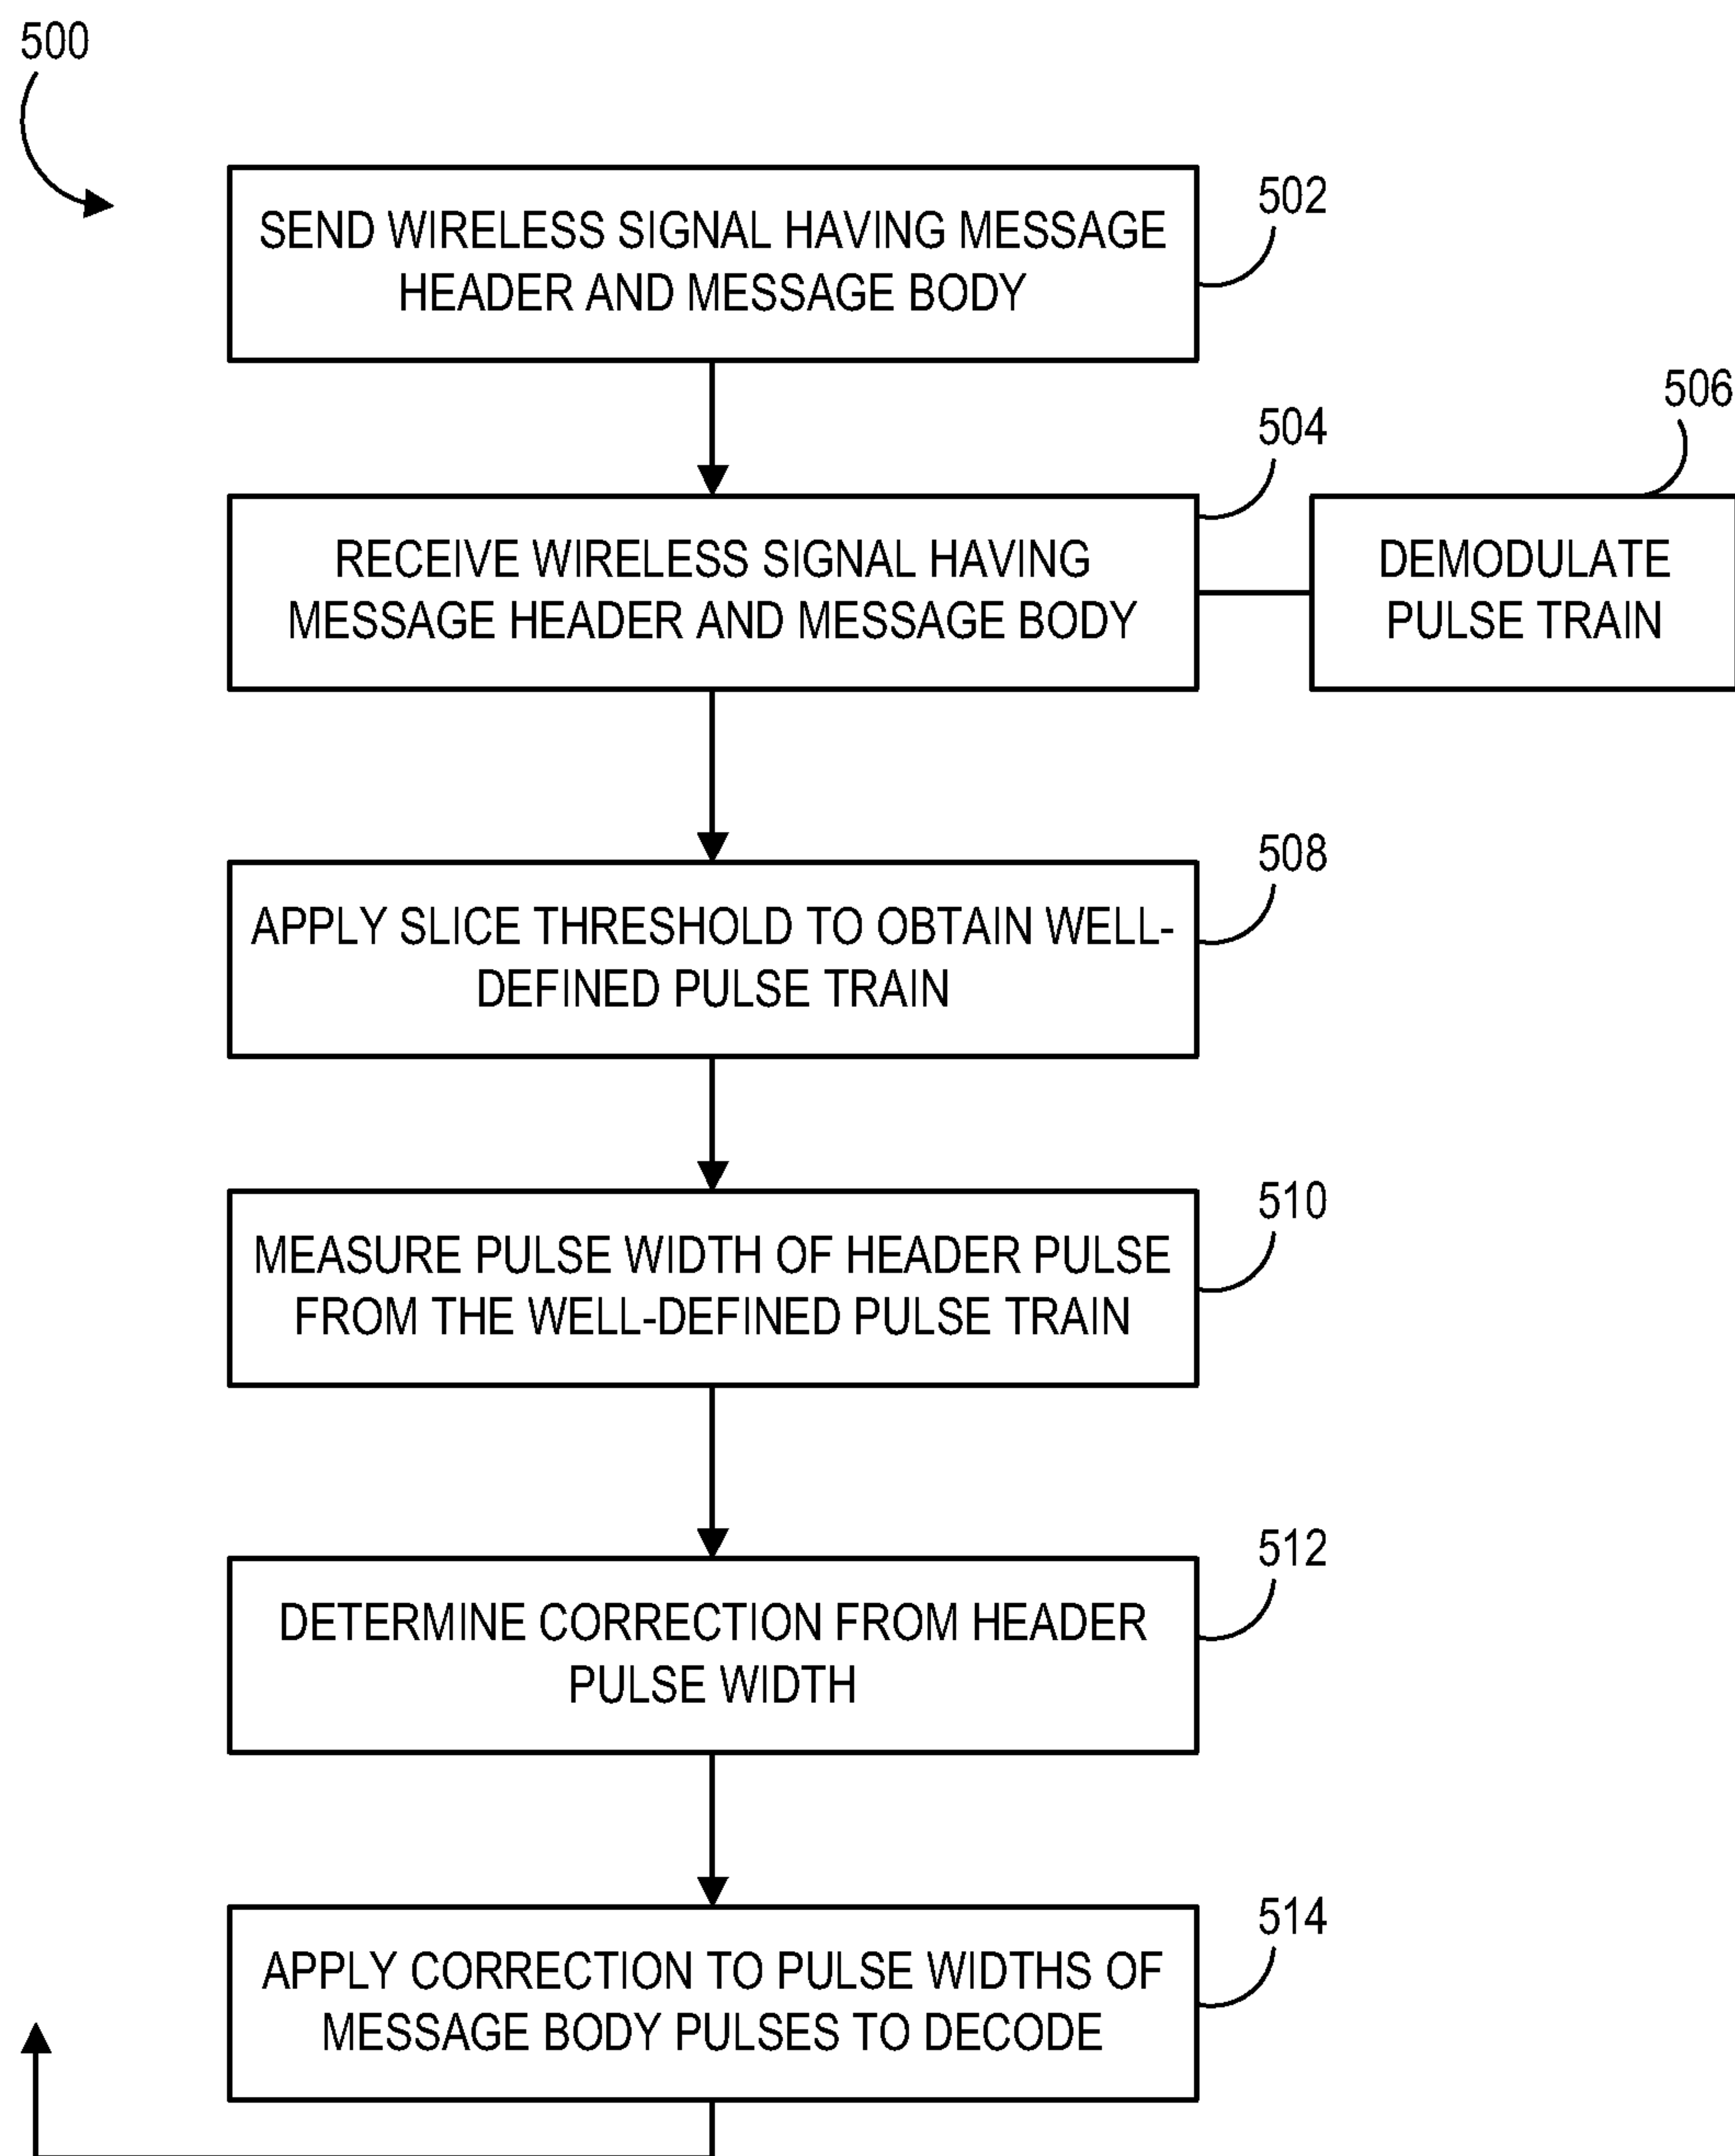 500
502
SEND WIRELESS SIGNAL HAVING MESSAGE
HEADER AND MESSAGE BODY
504
506
RECEIVE WIRELESS SIGNAL HAVING
MESSAGE HEADER AND MESSAGE BODY
DEMODULATE
PULSE TRAIN
508
APPLY SLICE THRESHOLD TO OBTAIN WELL-
DEFINED PULSE TRAIN
510
MEASURE PULSE WIDTH OF HEADER PULSE
FROM THE WELL-DEFINED PULSE TRAIN
512
DETERMINE CORRECTION FROM HEADER
PULSE WIDTH
514
APPLY CORRECTION TO PULSE WIDTHS OF
MESSAGE BODY PULSES TO DECODE